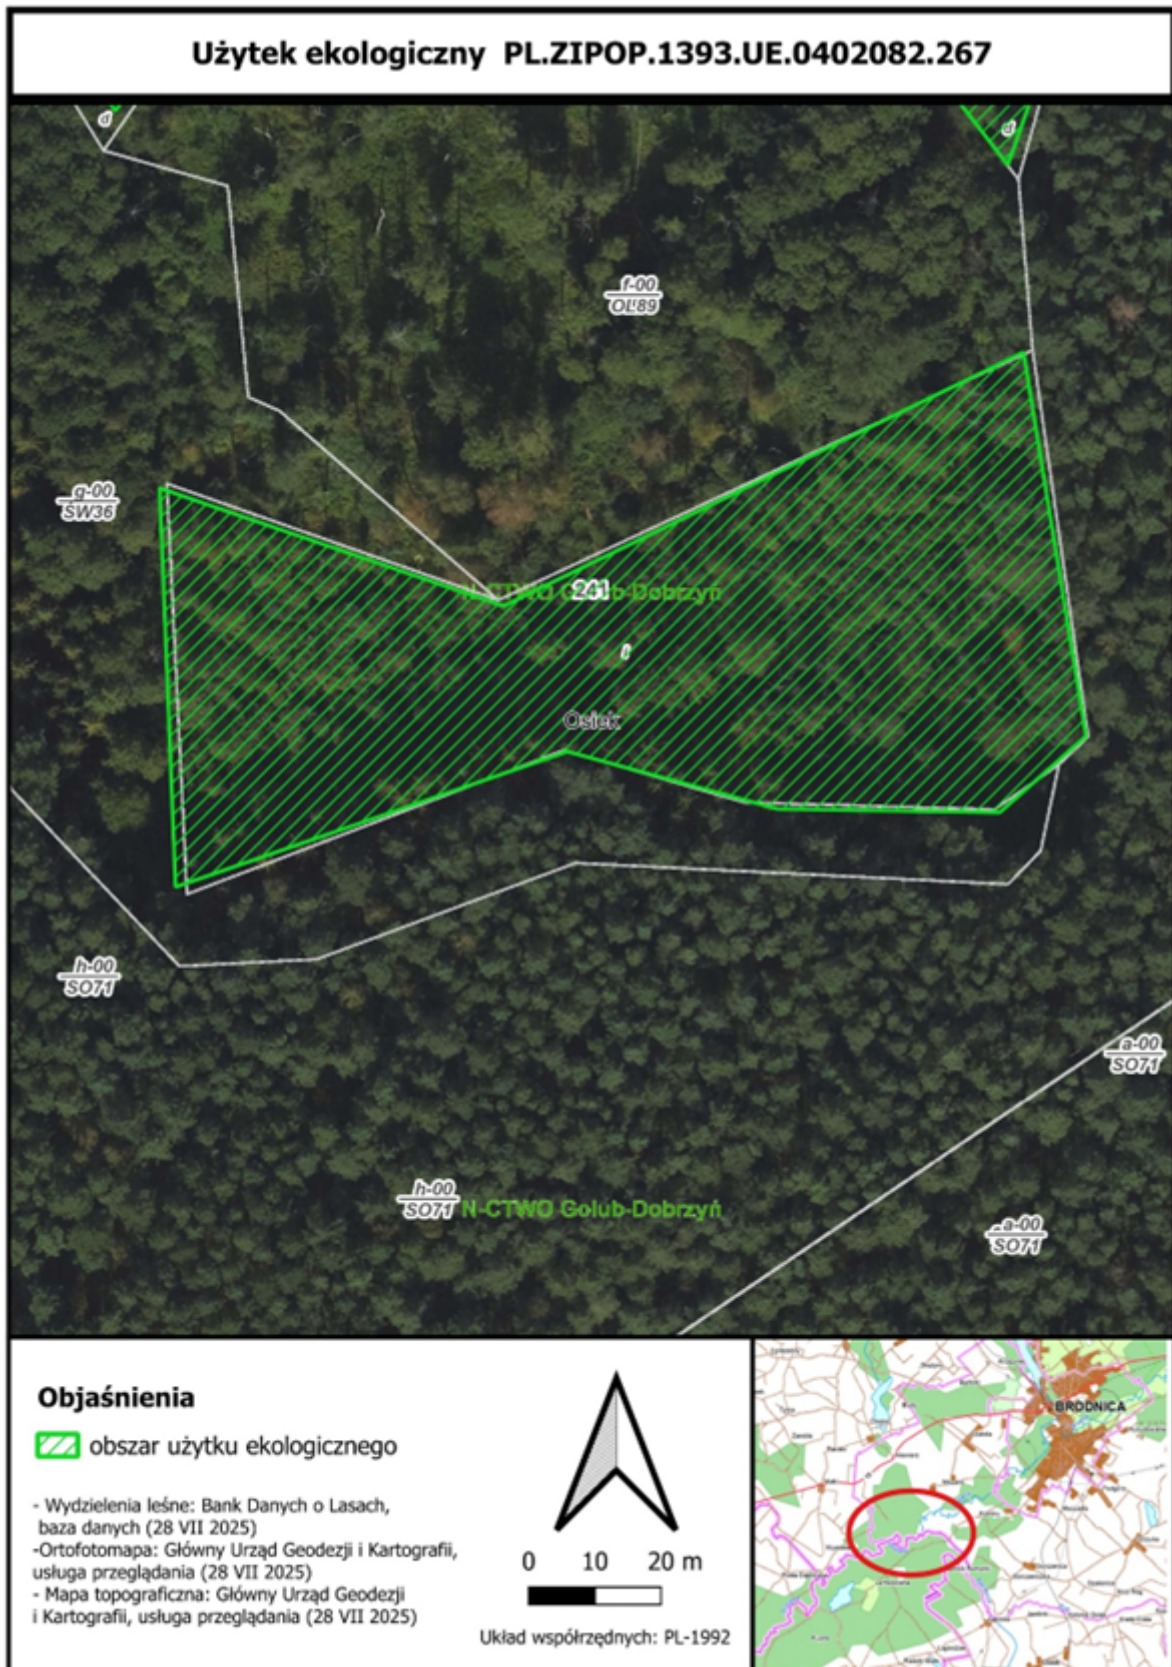 Użytek ekologiczny PL.ZIPOP.1393.UE.0402082.267
d
d
f-00
OL89
g-00
ŚW36
241
N-CTWO Golub-Dobrzyń
i
Osiek
h-00
SO71
a-00
SO71
h-00
SO71
N-CTWO Golub-Dobrzyń
a-00
SO71
Objaśnienia
obszar użytku ekologicznego
- Wydzielenia leśne: Bank Danych o Lasach,
baza danych (28 VII 2025)
-Ortofotomapa: Główny Urząd Geodezji i Kartografii,
usługa przeglądania (28 VII 2025)
- Mapa topograficzna: Główny Urząd Geodezji
i Kartografii, usługa przeglądania (28 VII 2025)
0 10 20 m
Układ współrzędnych: PL-1992
BRODNICA